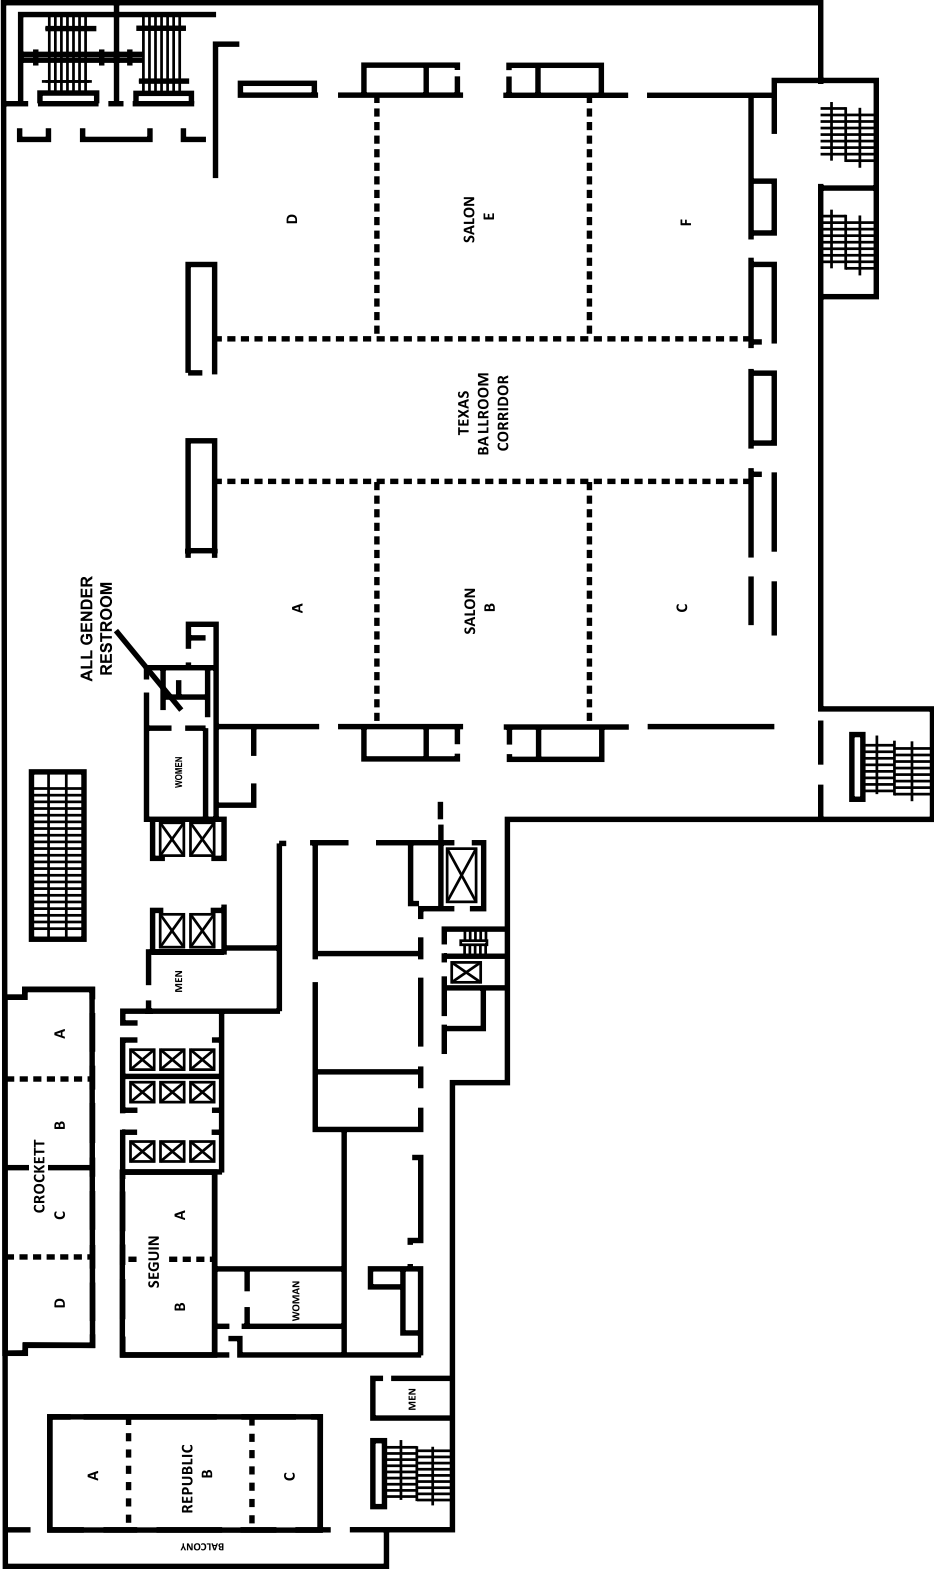 D
SALON
E
F
TEXAS
BALLROOM
CORRIDOR
A
SALON
B
C
ALL GENDER
RESTROOM
WOMEN
MEN
CROCKETT
A
B
C
D
SEGUIN
A
B
WOMAN
MEN
REPUBLIC
A
B
C
BALCONY